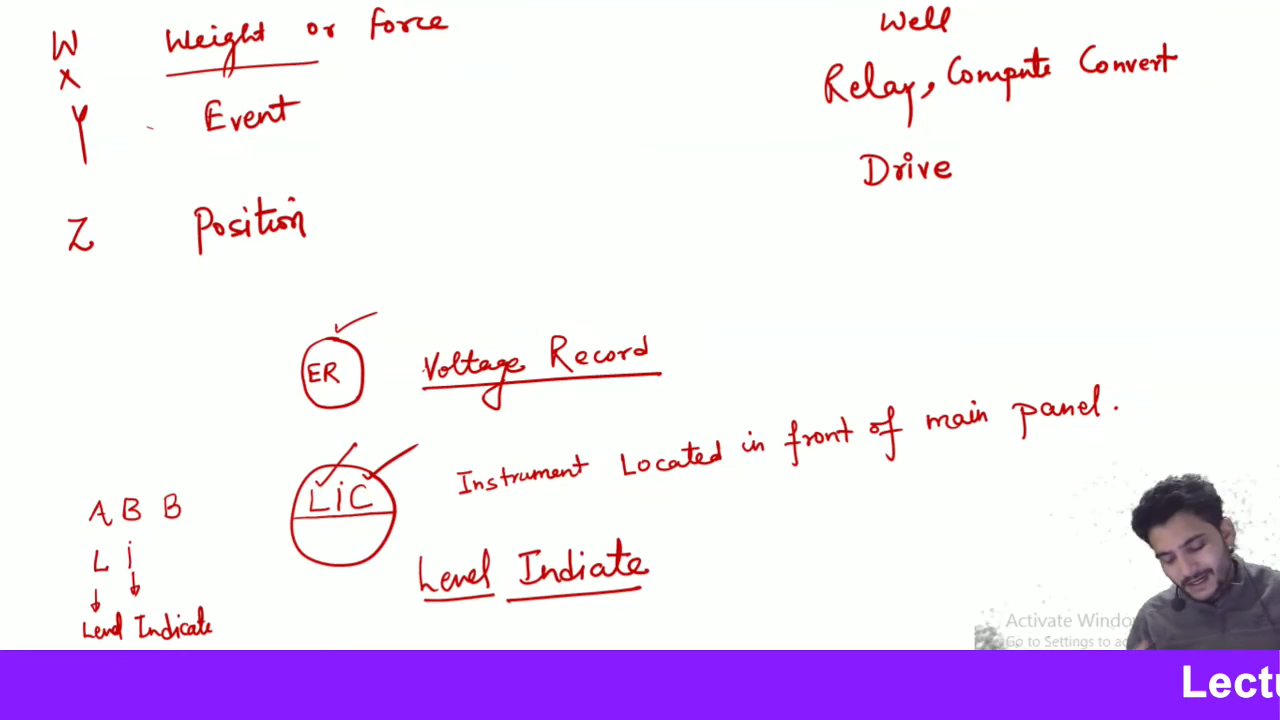 W Weight or Force Well
X
Y Event Relay, Compute Convert
Drive
Z Position
ER Voltage Record
LiC Instrument Located in front of main panel.
A B B
L i Level Indiate
Level Indicate
Activate Windo
Go to Settings to a
Lectu